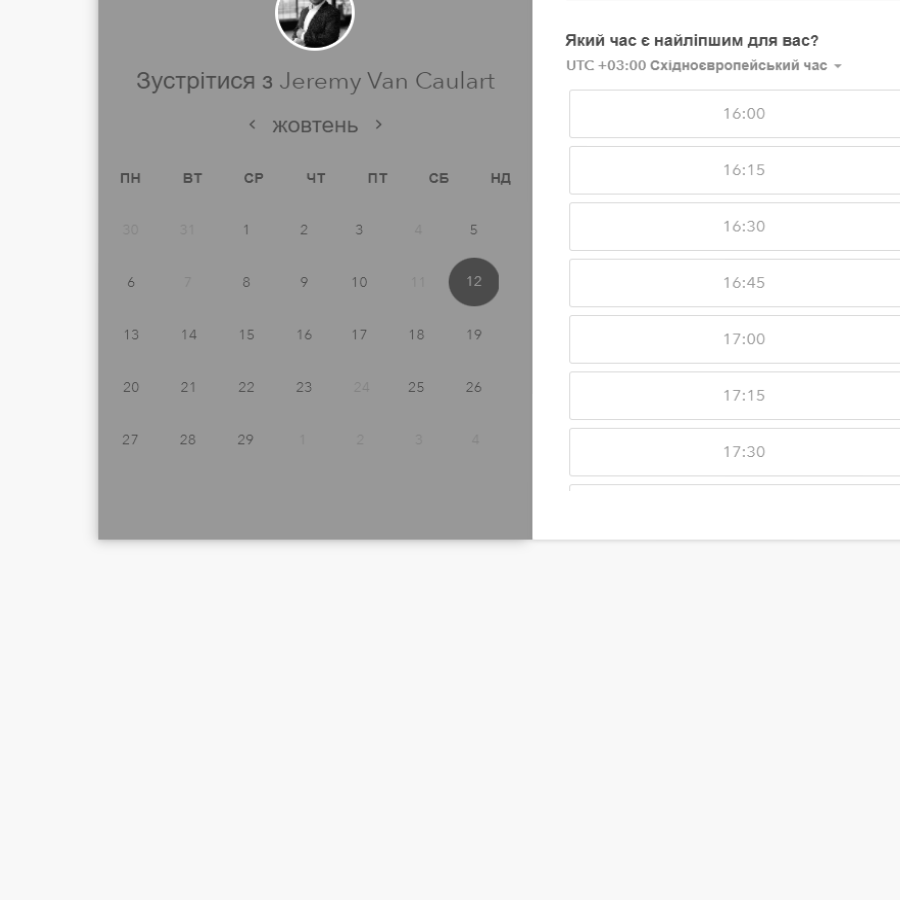 Зустрітися з Jeremy Van Caulart
жовтень
ПН ВТ СР ЧТ ПТ СБ НД
30 31 1 2 3 4 5
6 7 8 9 10 11 12
13 14 15 16 17 18 19
20 21 22 23 24 25 26
27 28 29 1 2 3 4
Який час є найліпшим для вас?
UTC +03:00 Східноєвропейський час
16:00
16:15
16:30
16:45
17:00
17:15
17:30